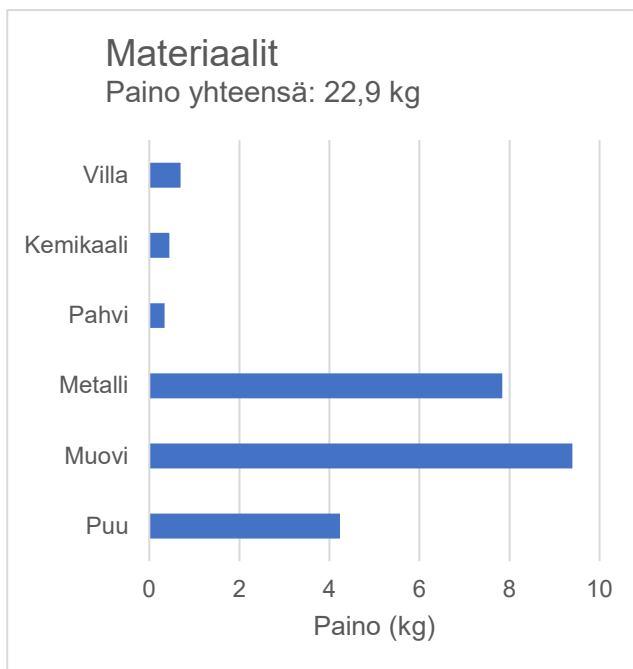 Materiaalit
Paino yhteensä: 22,9 kg
Villa
Kemikaali
Pahvi
Metalli
Muovi
Puu
0 2 4 6 8 10
Paino (kg)